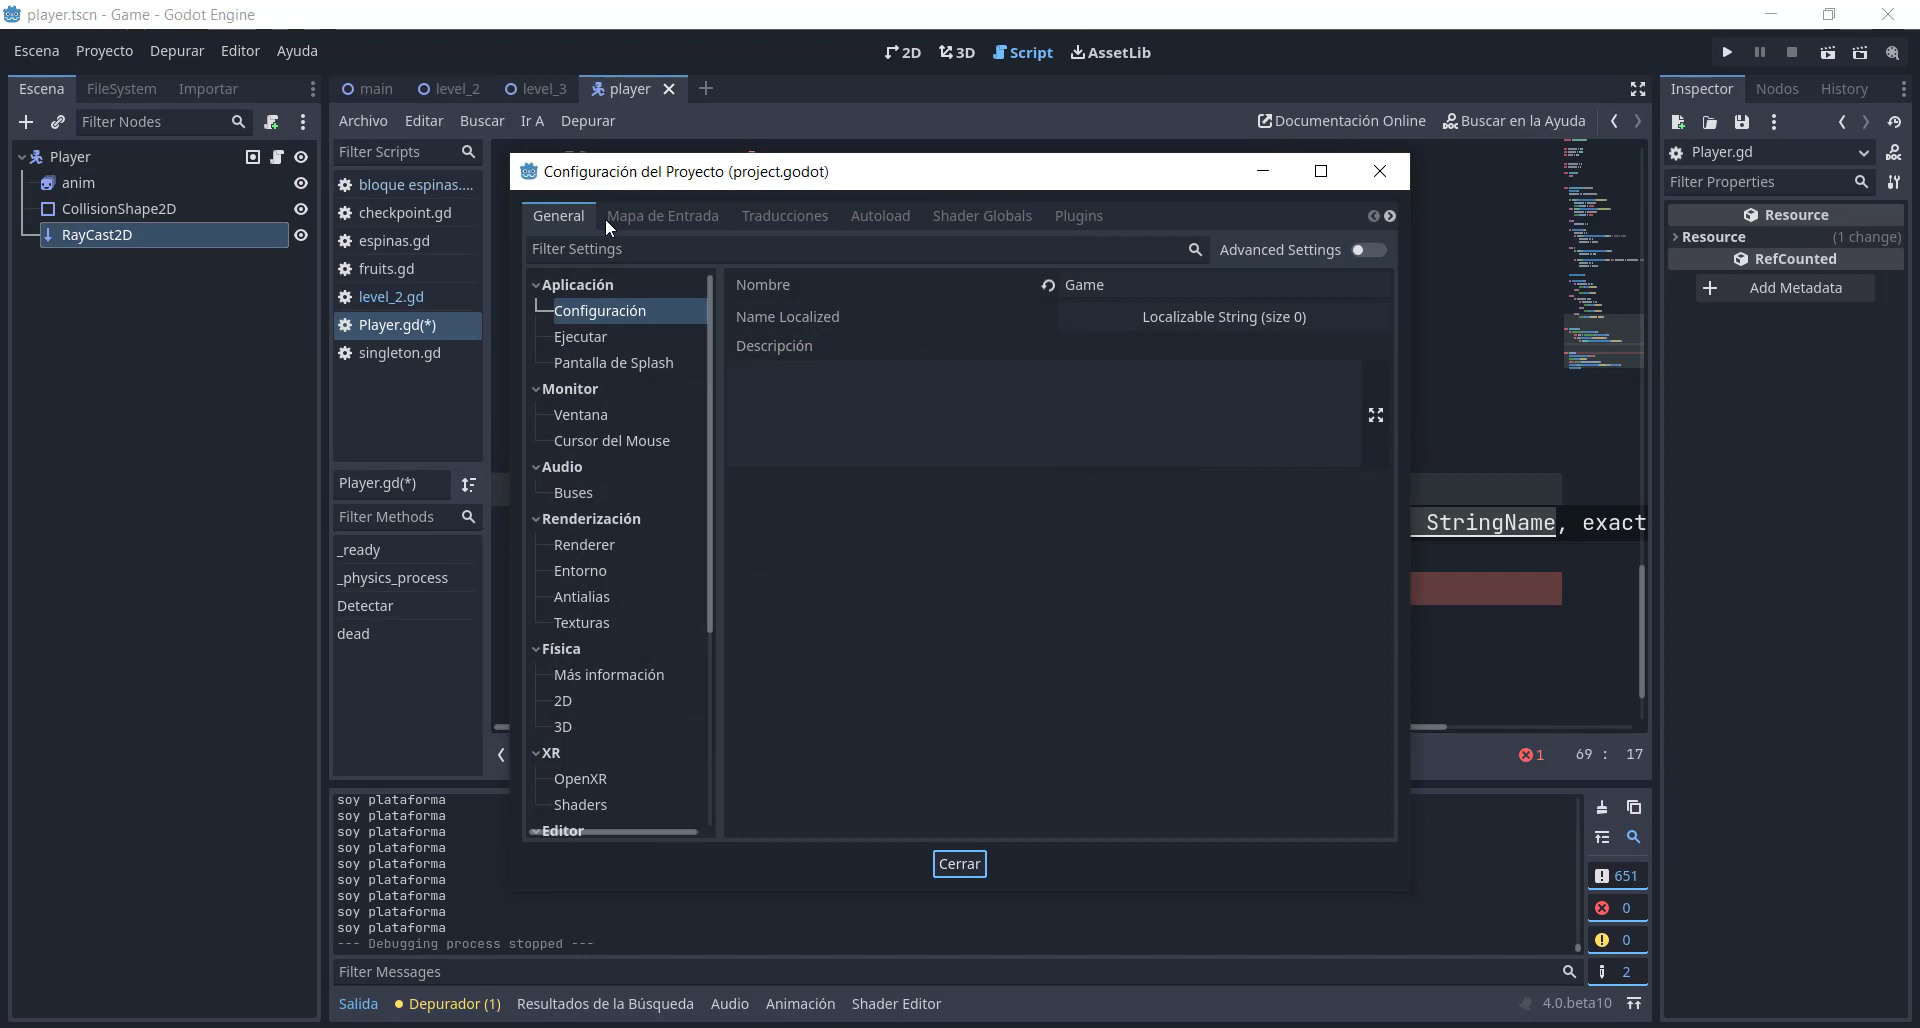 player.tscn - Game - Godot Engine
Escena Proyecto Depurar Editor Ayuda
2D 3D Script AssetLib
Escena FileSystem Importar
main level_2 level_3 player
Inspector Nodos History
Filter Nodes
Archivo Editar Buscar Ir A Depurar
Documentación Online Buscar en la Ayuda
Player
anim
CollisionShape2D
RayCast2D
Filter Scripts
bloque espinas....
checkpoint.gd
espinas.gd
fruits.gd
level_2.gd
Player.gd(*)
singleton.gd
Player.gd(*)
Filter Methods
_ready
_physics_process
Detectar
dead
Configuración del Proyecto (project.godot)
General Mapa de Entrada Traducciones Autoload Shader Globals Plugins
Filter Settings
Advanced Settings
Aplicación
Configuración
Ejecutar
Pantalla de Splash
Monitor
Ventana
Cursor del Mouse
Audio
Buses
Renderización
Renderer
Entorno
Antialias
Texturas
Física
Más información
2D
3D
XR
OpenXR
Shaders
Editor
Nombre Game
Name Localized Localizable String (size 0)
Descripción
Cerrar
StringName, exact
1 69 : 17
Player.gd
Filter Properties
Resource
Resource (1 change)
RefCounted
Add Metadata
soy plataforma
soy plataforma
soy plataforma
soy plataforma
soy plataforma
soy plataforma
soy plataforma
soy plataforma
soy plataforma
--- Debugging process stopped ---
651
0
0
2
Filter Messages
Salida Depurador (1) Resultados de la Búsqueda Audio Animación Shader Editor
4.0.beta10